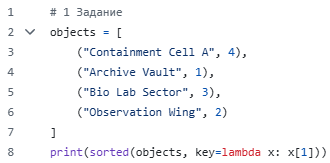 1 # 1 Задание
2 objects = [
3     ("Containment Cell A", 4),
4     ("Archive Vault", 1),
5     ("Bio Lab Sector", 3),
6     ("Observation Wing", 2)
7 ]
8 print(sorted(objects, key=lambda x: x[1]))